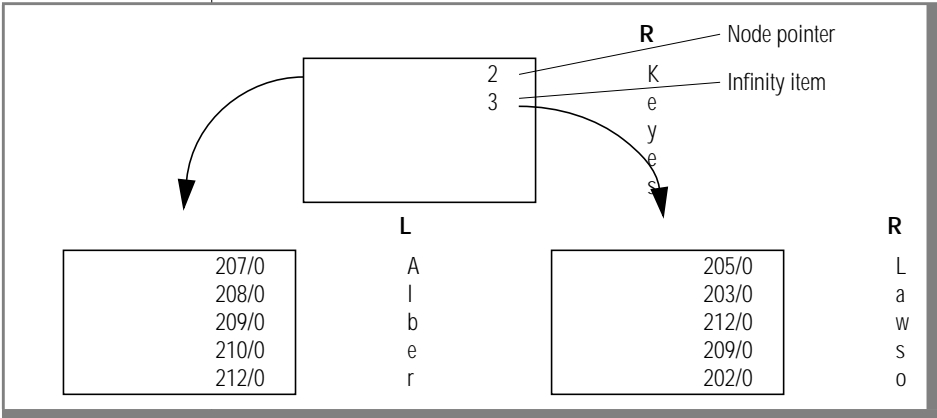 R
Node pointer
2
K
Infinity item
3
e
y
e
s
L
R
207/0
A
205/0
L
208/0
l
203/0
a
209/0
b
212/0
w
210/0
e
209/0
s
212/0
r
202/0
o